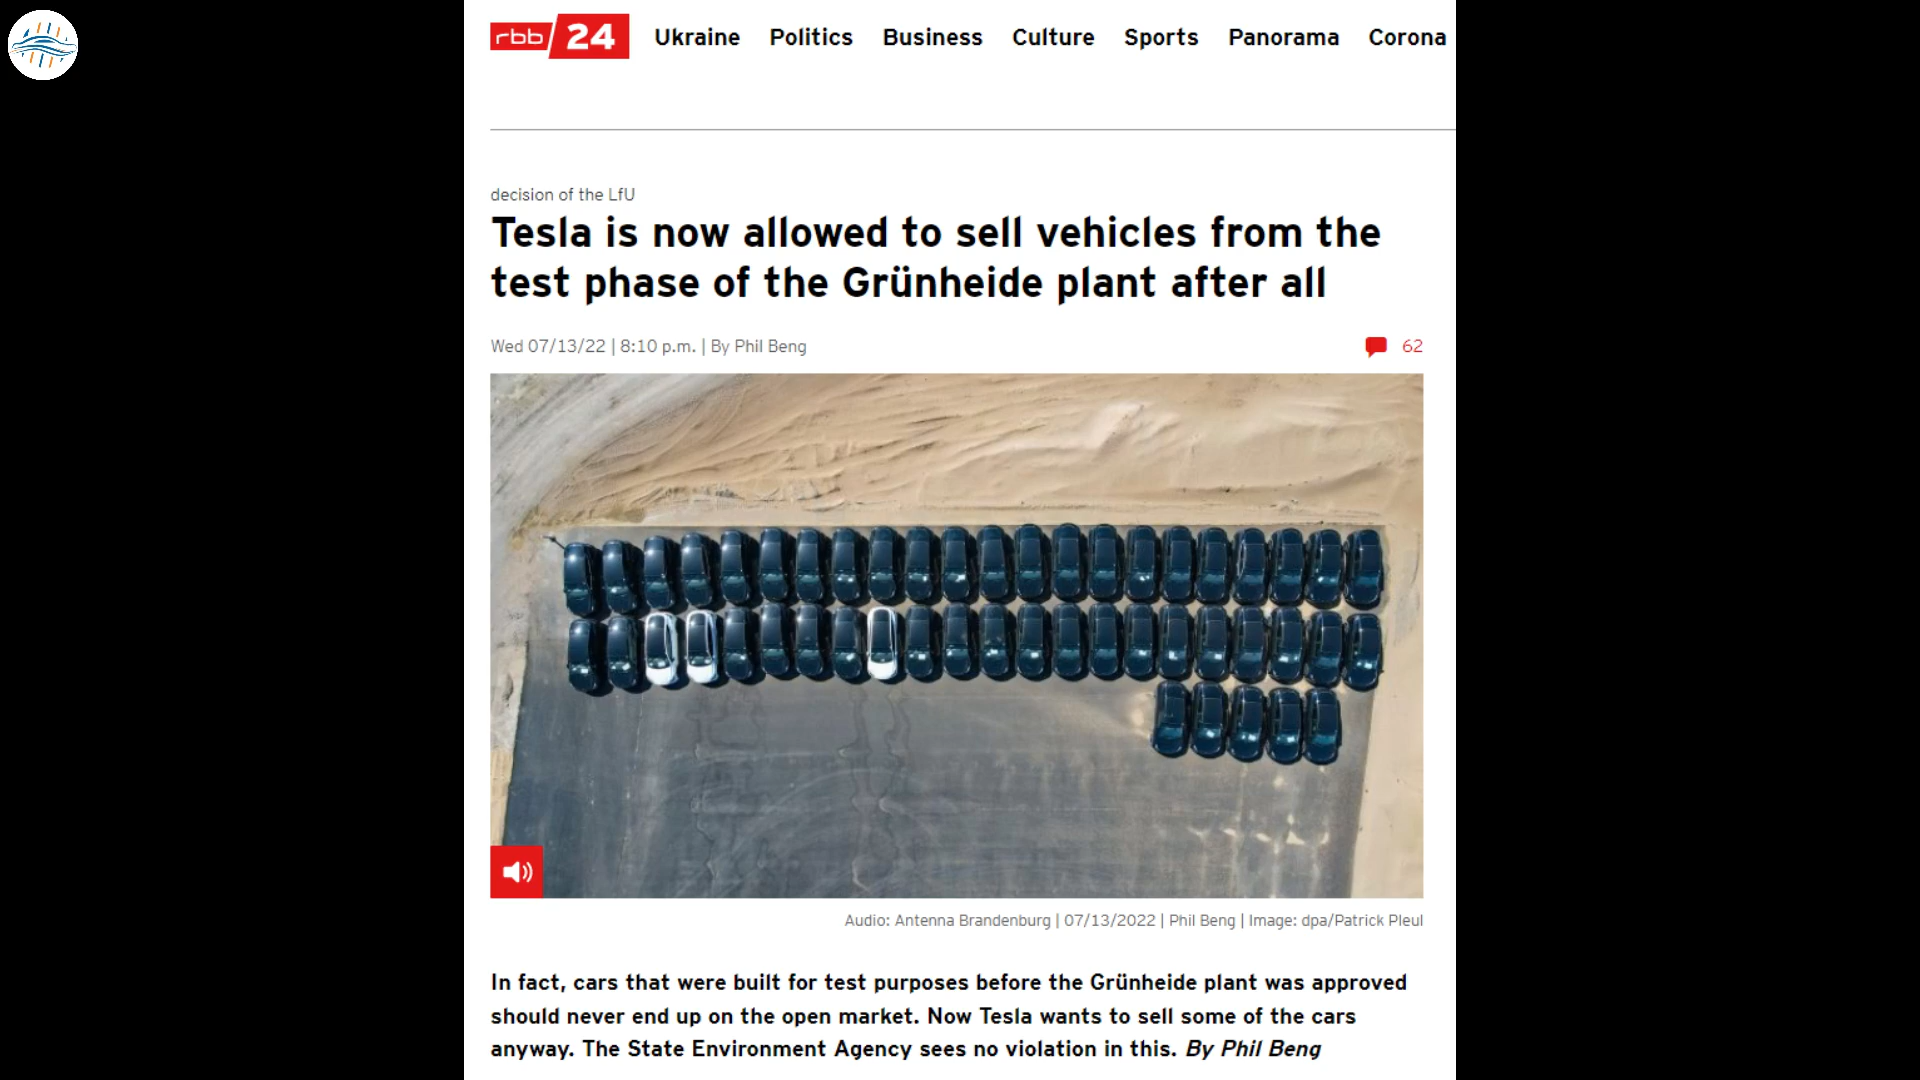 rbb 24 Ukraine Politics Business Culture Sports Panorama Corona
decision of the LfU
Tesla is now allowed to sell vehicles from the
test phase of the Grünheide plant after all
Wed 07/13/22 | 8:10 p.m. | By Phil Beng
62
Audio: Antenna Brandenburg | 07/13/2022 | Phil Beng | Image: dpa/Patrick Pleul
In fact, cars that were built for test purposes before the Grünheide plant was approved
should never end up on the open market. Now Tesla wants to sell some of the cars
anyway. The State Environment Agency sees no violation in this. By Phil Beng